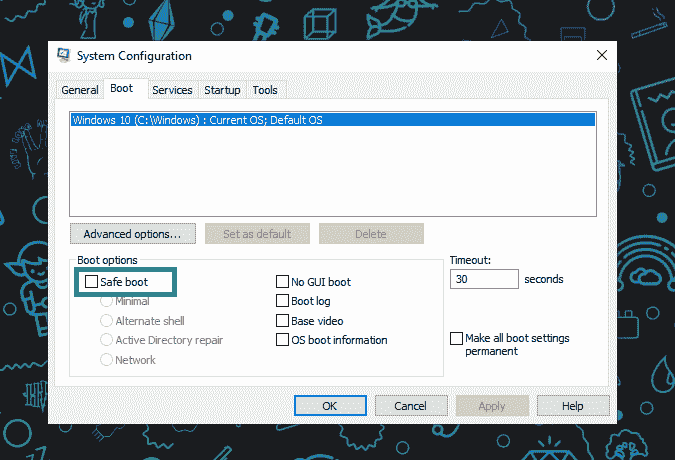 System Configuration
General Boot Services Startup Tools
Windows 10 (C:\Windows) : Current OS; Default OS
Advanced options... Set as default Delete
Boot options
Safe boot
Minimal
Alternate shell
Active Directory repair
Network
No GUI boot
Boot log
Base video
OS boot information
Timeout:
30 seconds
Make all boot settings
permanent
OK Cancel Apply Help